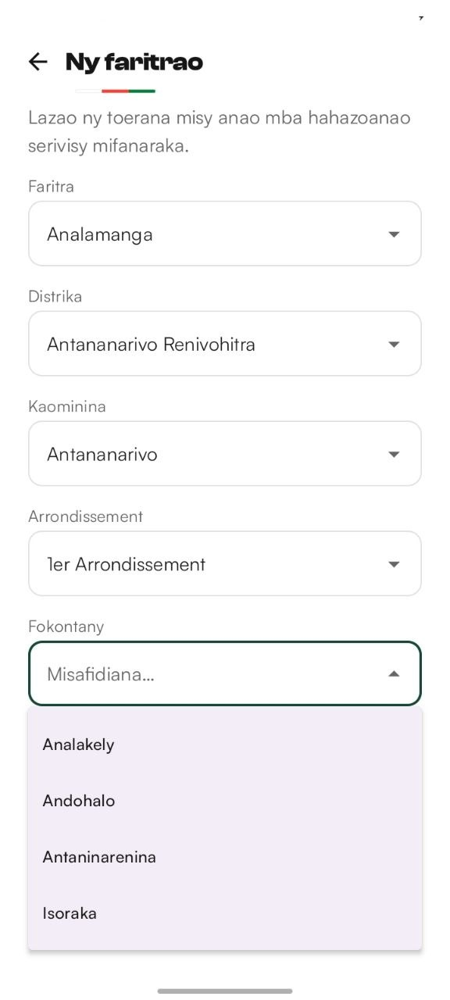 Ny faritrao
Lazao ny toerana misy anao mba hahazoanao
serivisy mifanaraka.
Faritra
Analamanga
Distrika
Antananarivo Renivohitra
Kaominina
Antananarivo
Arrondissement
1er Arrondissement
Fokontany
Misafidiana...
Analakely
Andohalo
Antaninarenina
Isoraka